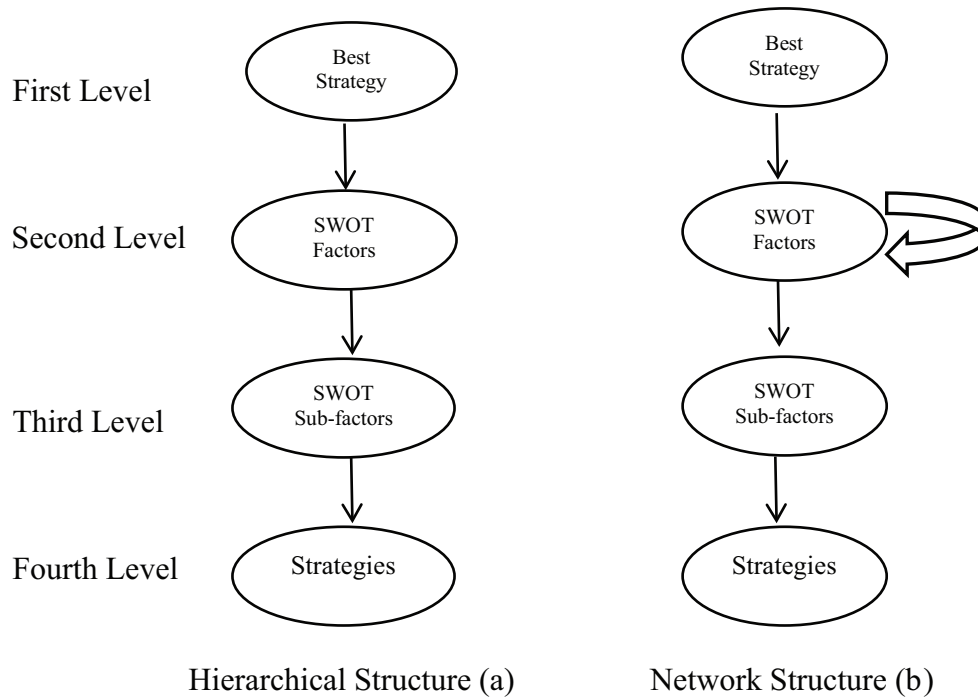 Best
Strategy
Best
Strategy
First Level
SWOT
Factors
SWOT
Factors
Second Level
SWOT
Sub-factors
SWOT
Sub-factors
Third Level
Strategies
Strategies
Fourth Level
Hierarchical Structure (a)
Network Structure (b)